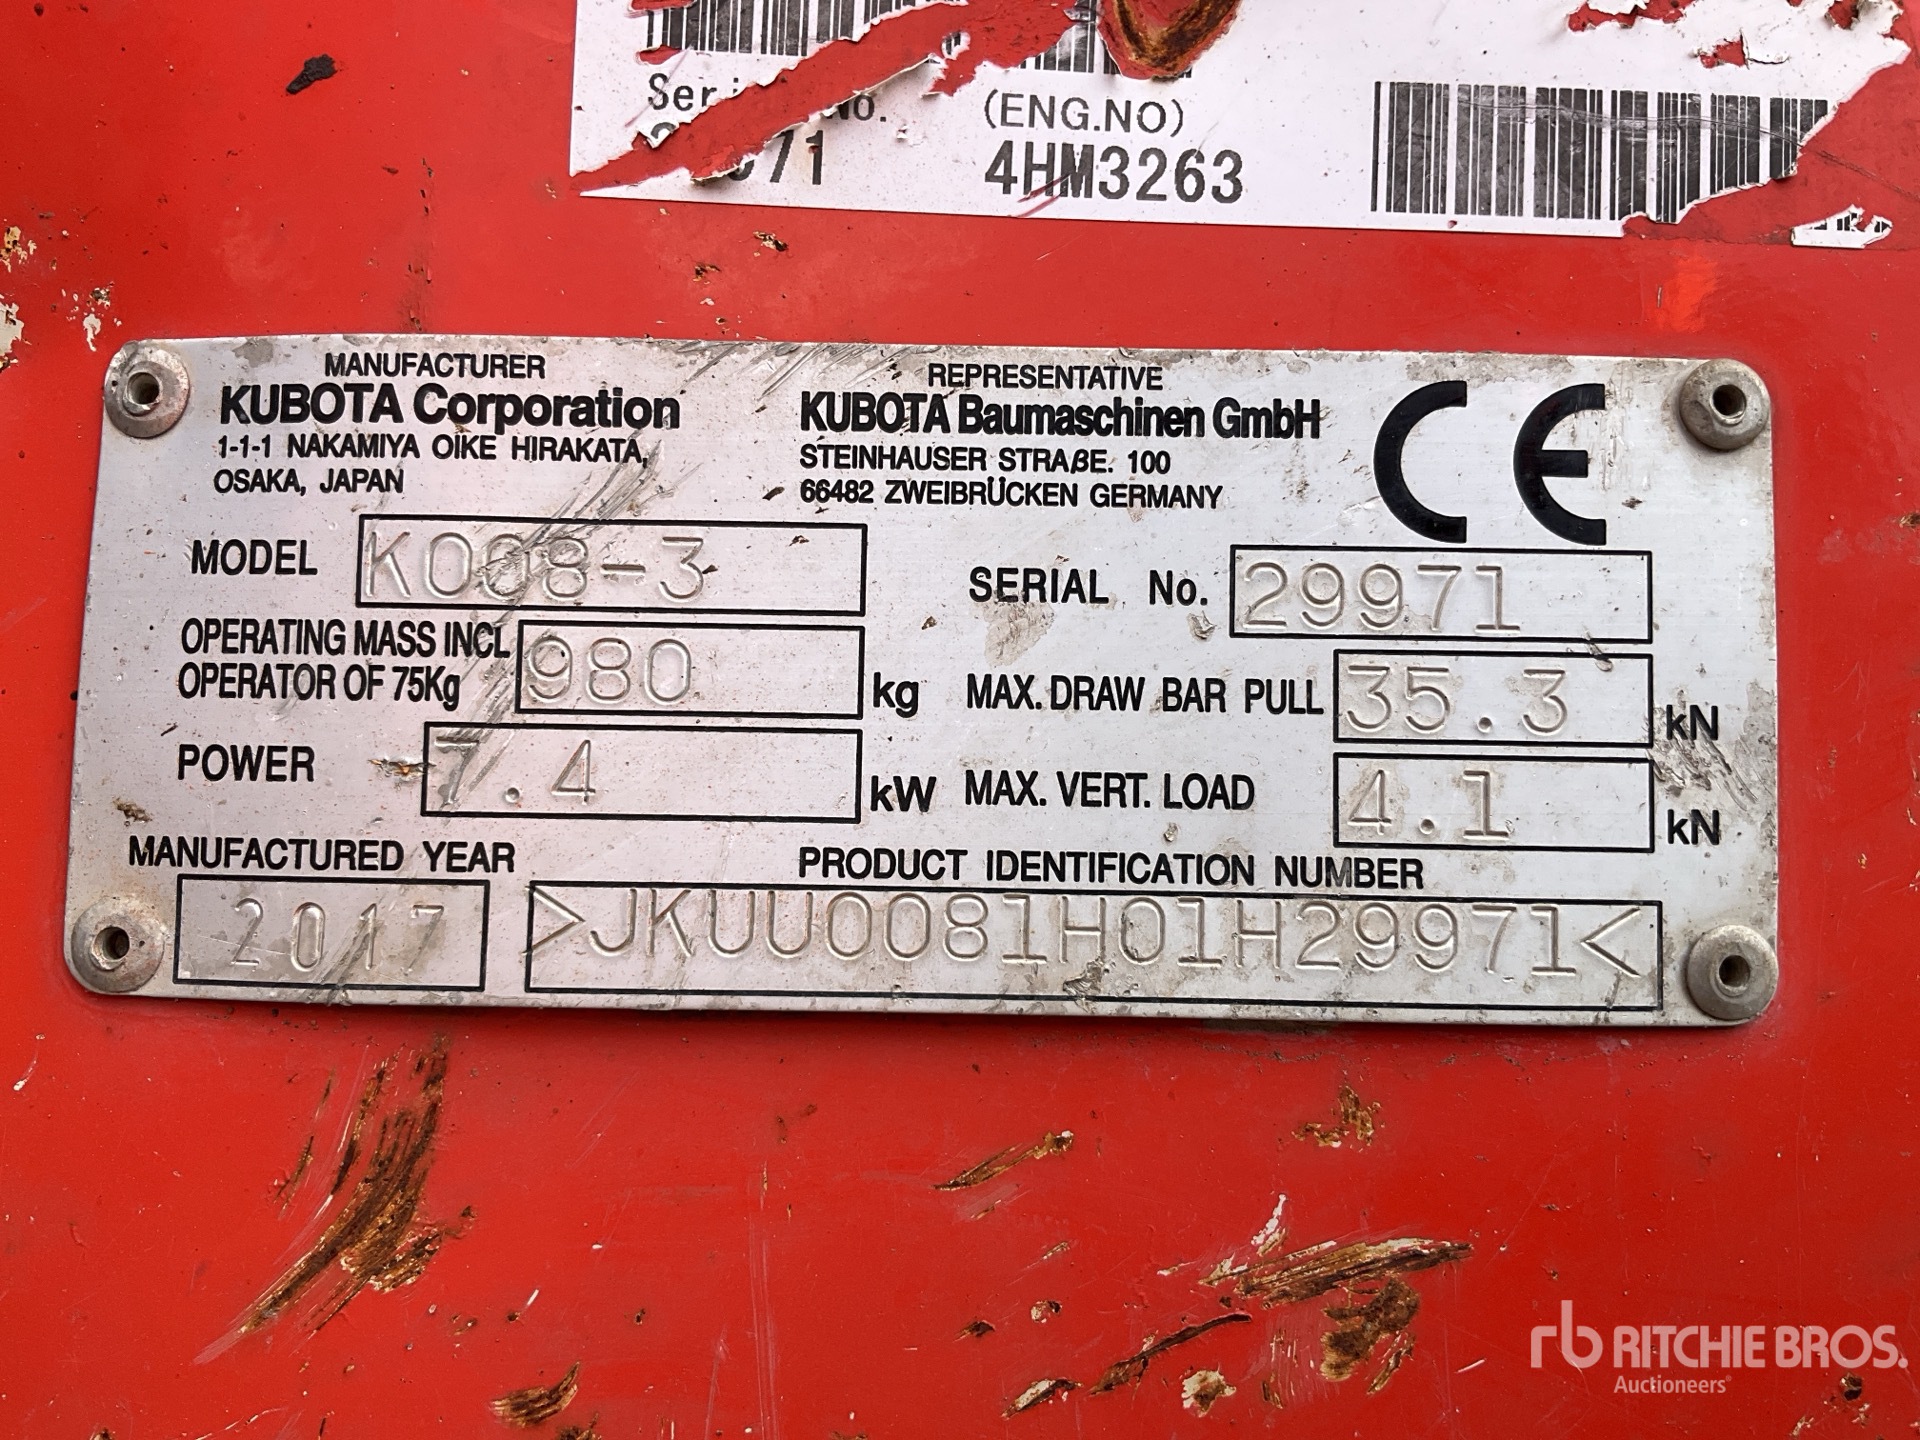 No.
71
(ENG.NO)
4HM3263
MANUFACTURER
KUBOTA Corporation
1-1-1 NAKAMIYA OIKE HIRAKATA,
OSAKA, JAPAN
REPRESENTATIVE
KUBOTA Baumaschinen GmbH
STEINHAUSER STRAßE. 100
66482 ZWEIBRÜCKEN GERMANY
CE
MODEL K008-3
SERIAL No. 29971
OPERATING MASS INCL
OPERATOR OF 75Kg 980 kg
MAX. DRAW BAR PULL 35.3 kN
POWER 7.4 kW
MAX. VERT. LOAD 4.1 kN
MANUFACTURED YEAR
2017
PRODUCT IDENTIFICATION NUMBER
>JKUU0081H01H29971<
rb RITCHIE BROS.
Auctioneers